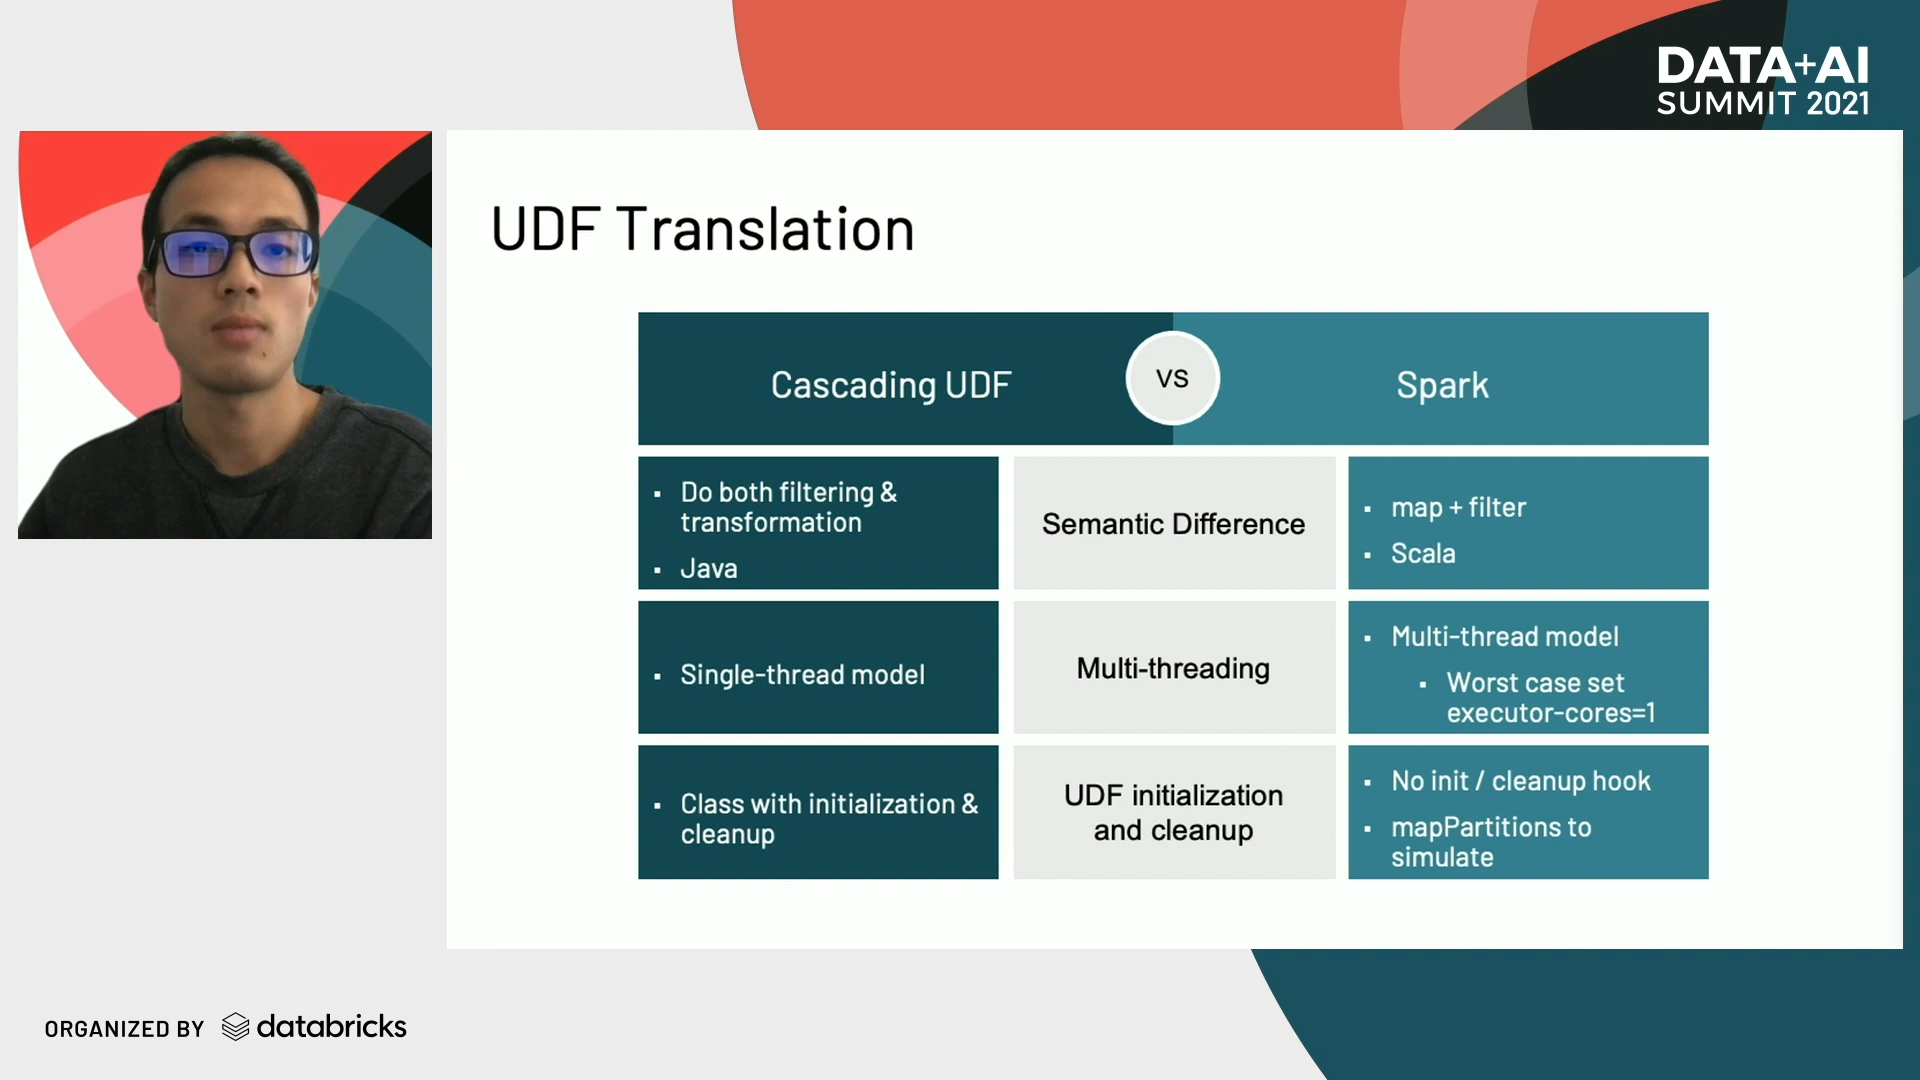 DATA+AI
SUMMIT 2021
UDF Translation
Cascading UDF
vs
Spark
▪ Do both filtering &
transformation
▪ Java
Semantic Difference
▪ map + filter
▪ Scala
▪ Single-thread model
Multi-threading
▪ Multi-thread model
▪ Worst case set
executor-cores=1
▪ Class with initialization &
cleanup
UDF initialization
and cleanup
▪ No init / cleanup hook
▪ mapPartitions to
simulate
ORGANIZED BY databricks